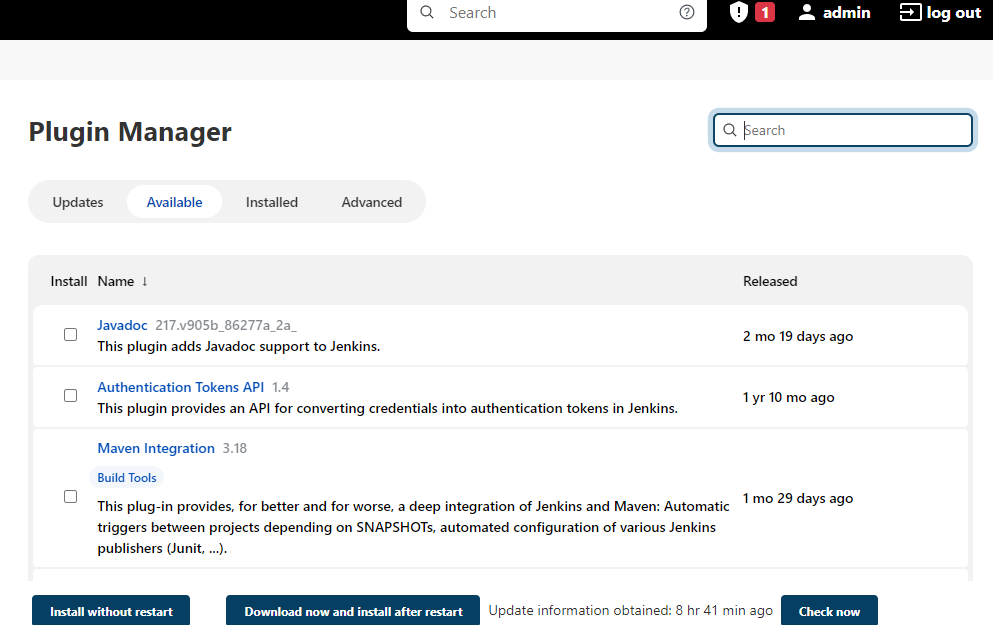 Search
1
admin
log out
Plugin Manager
Search
Updates Available Installed Advanced
Install Name ↓ Released
Javadoc 217.v905b_86277a_2a_
This plugin adds Javadoc support to Jenkins.
2 mo 19 days ago
Authentication Tokens API 1.4
This plugin provides an API for converting credentials into authentication tokens in Jenkins.
1 yr 10 mo ago
Maven Integration 3.18
Build Tools
This plug-in provides, for better and for worse, a deep integration of Jenkins and Maven: Automatic
triggers between projects depending on SNAPSHOTs, automated configuration of various Jenkins
publishers (Junit, ...).
1 mo 29 days ago
Install without restart Download now and install after restart Update information obtained: 8 hr 41 min ago Check now